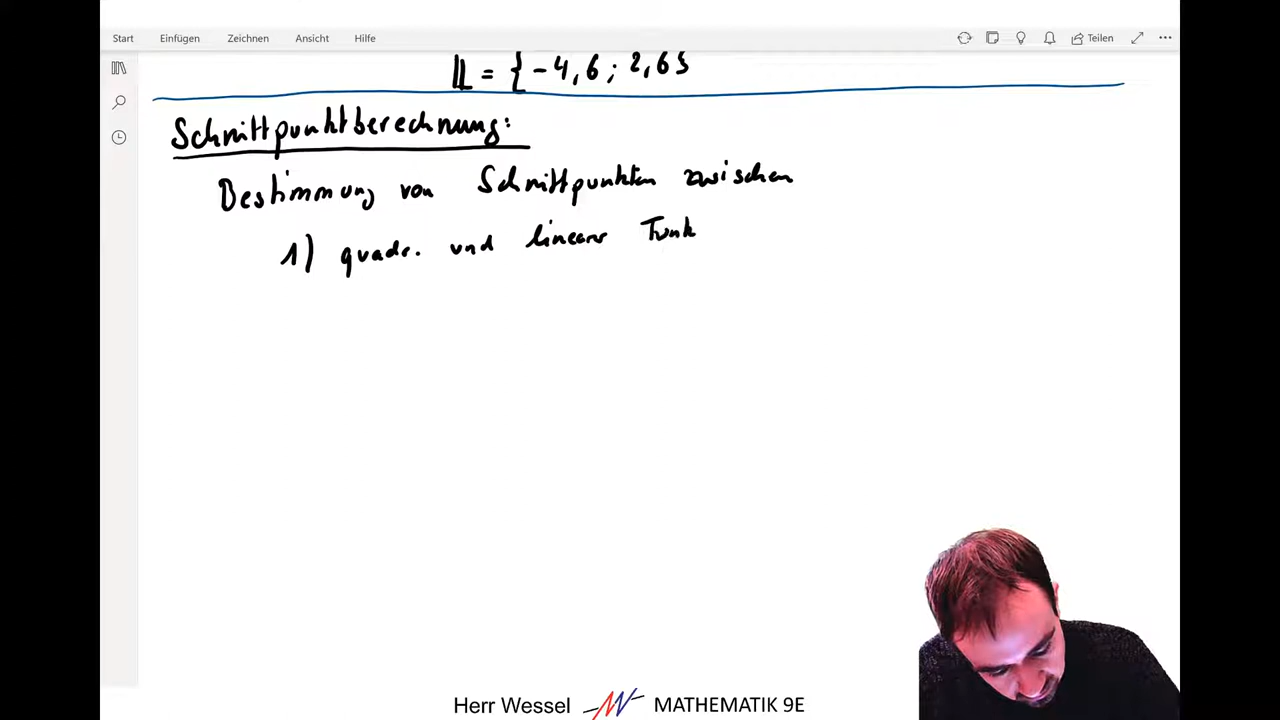 Start Einfügen Zeichnen Ansicht Hilfe Teilen
𝕃 = {-4,6 ; 2,6}
Schnittpunktberechnung:
Bestimmung von Schnittpunkten zwischen
1) quadr. und linearer Funk
Herr Wessel MATHEMATIK 9E